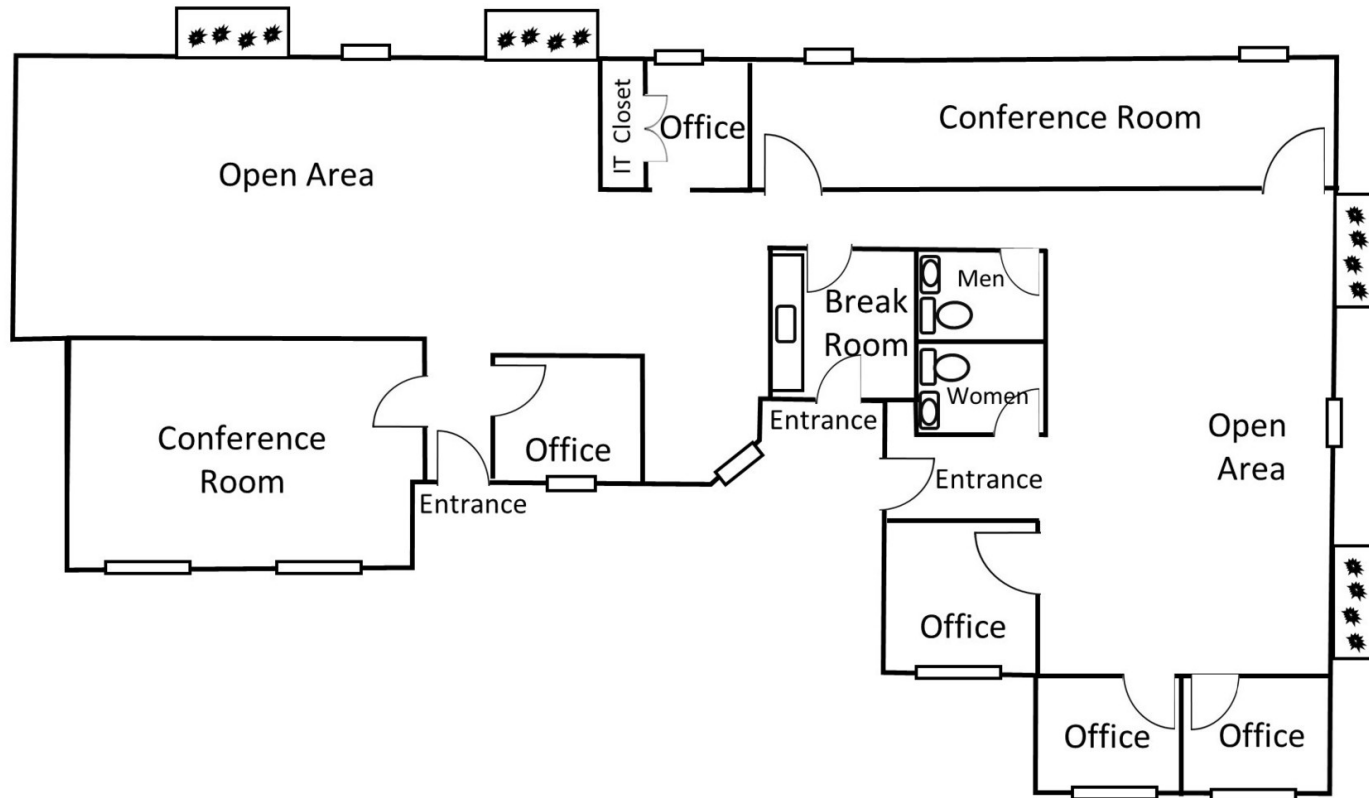 IT Closet
Office
Conference Room
Open Area
Men
Break
Room
Women
Entrance
Conference
Room
Office
Entrance
Open
Area
Entrance
Office
Office
Office